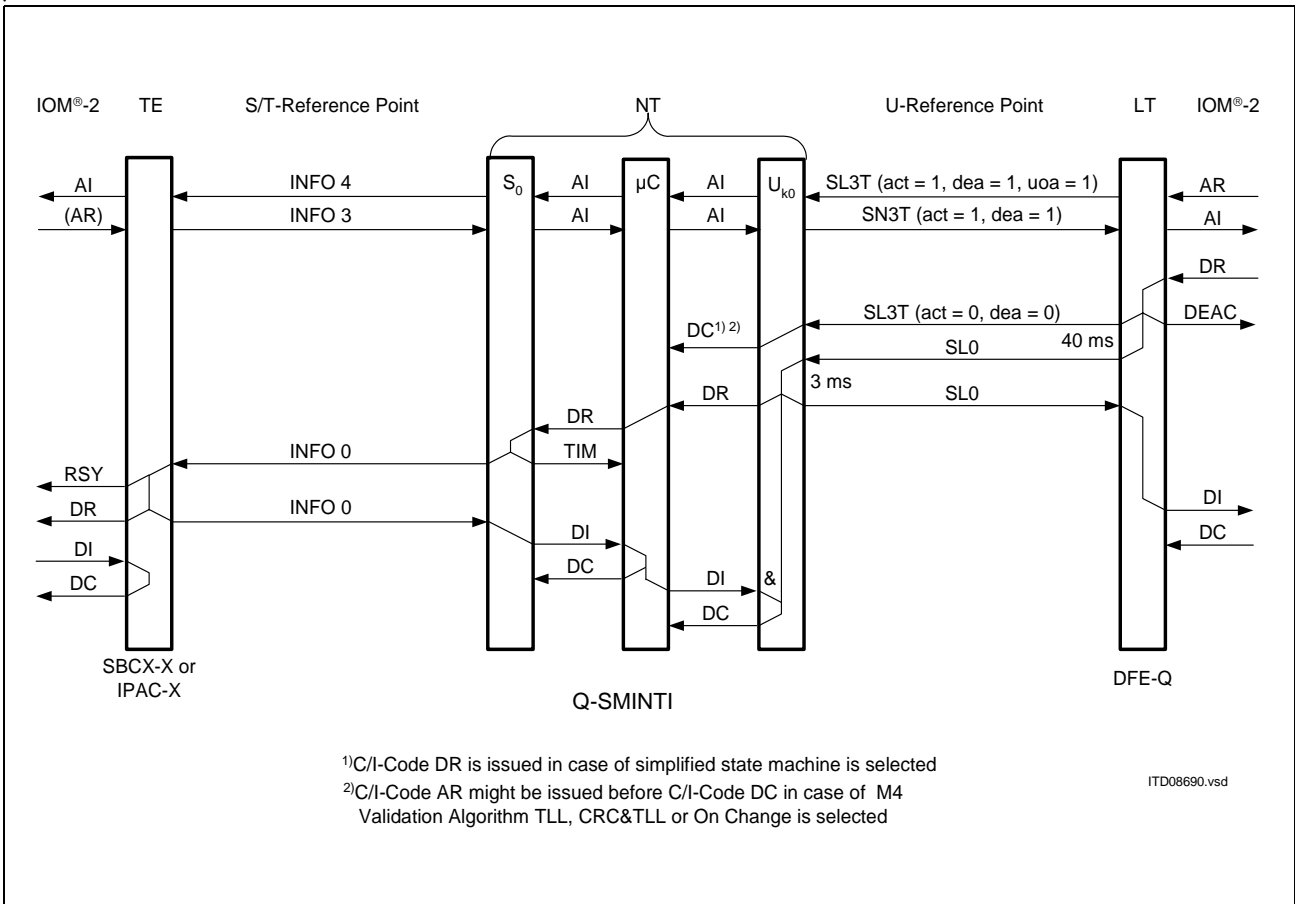 IOM®-2 TE S/T-Reference Point NT U-Reference Point LT IOM®-2
S0 µC Uk0
AI INFO 4 AI AI SL3T (act = 1, dea = 1, uoa = 1) AR
(AR) INFO 3 AI AI SN3T (act = 1, dea = 1) AI
DR
SL3T (act = 0, dea = 0) DEAC
DC1) 2) 40 ms
SL0
3 ms
DR SL0
DR
INFO 0 TIM
RSY
DR INFO 0 DI
DI DI DC
DC DC DI &
DC
SBCX-X or
IPAC-X
DFE-Q
Q-SMINTI
1)C/I-Code DR is issued in case of simplified state machine is selected
2)C/I-Code AR might be issued before C/I-Code DC in case of M4
Validation Algorithm TLL, CRC&TLL or On Change is selected
ITD08690.vsd